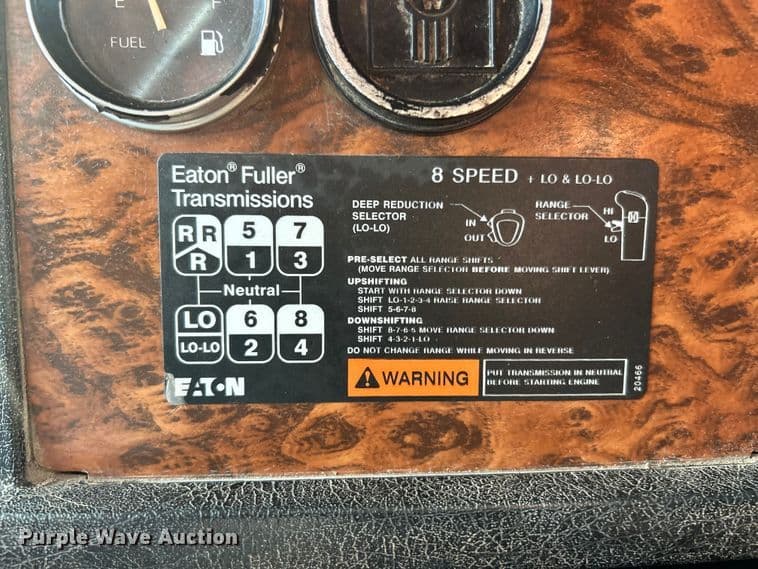 E F
FUEL
Eaton® Fuller®
Transmissions
8 SPEED + LO & LO-LO
DEEP REDUCTION
SELECTOR
(LO-LO)
IN
OUT
RANGE
SELECTOR
HI
LO
R R 5 7
R 1 3
Neutral
LO 6 8
LO-LO 2 4
PRE-SELECT ALL RANGE SHIFTS
(MOVE RANGE SELECTOR BEFORE MOVING SHIFT LEVER)
UPSHIFTING
START WITH RANGE SELECTOR DOWN
SHIFT LO-1-2-3-4 RAISE RANGE SELECTOR
SHIFT 5-6-7-8
DOWNSHIFTING
SHIFT 8-7-6-5 MOVE RANGE SELECTOR DOWN
SHIFT 4-3-2-1-LO
DO NOT CHANGE RANGE WHILE MOVING IN REVERSE
EATON
WARNING
PUT TRANSMISSION IN NEUTRAL
BEFORE STARTING ENGINE
20466
Purple Wave Auction